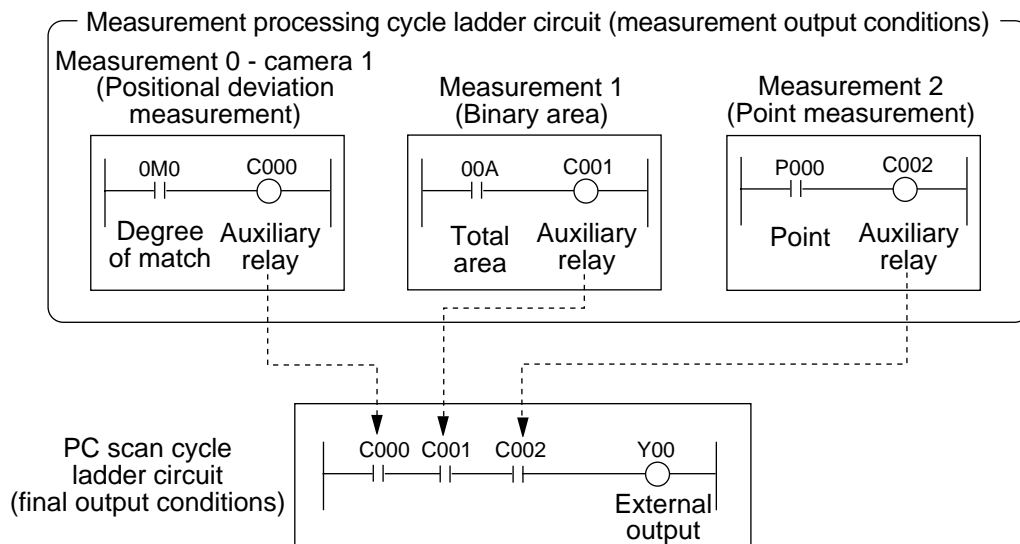 Measurement processing cycle ladder circuit (measurement output conditions)
Measurement 0 - camera 1
(Positional deviation
measurement)
0M0
C000
Degree
of match
Auxiliary
relay
Measurement 1
(Binary area)
00A
C001
Total
area
Auxiliary
relay
Measurement 2
(Point measurement)
P000
C002
Point
Auxiliary
relay
PC scan cycle
ladder circuit
(final output conditions)
C000 C001 C002 Y00
External
output